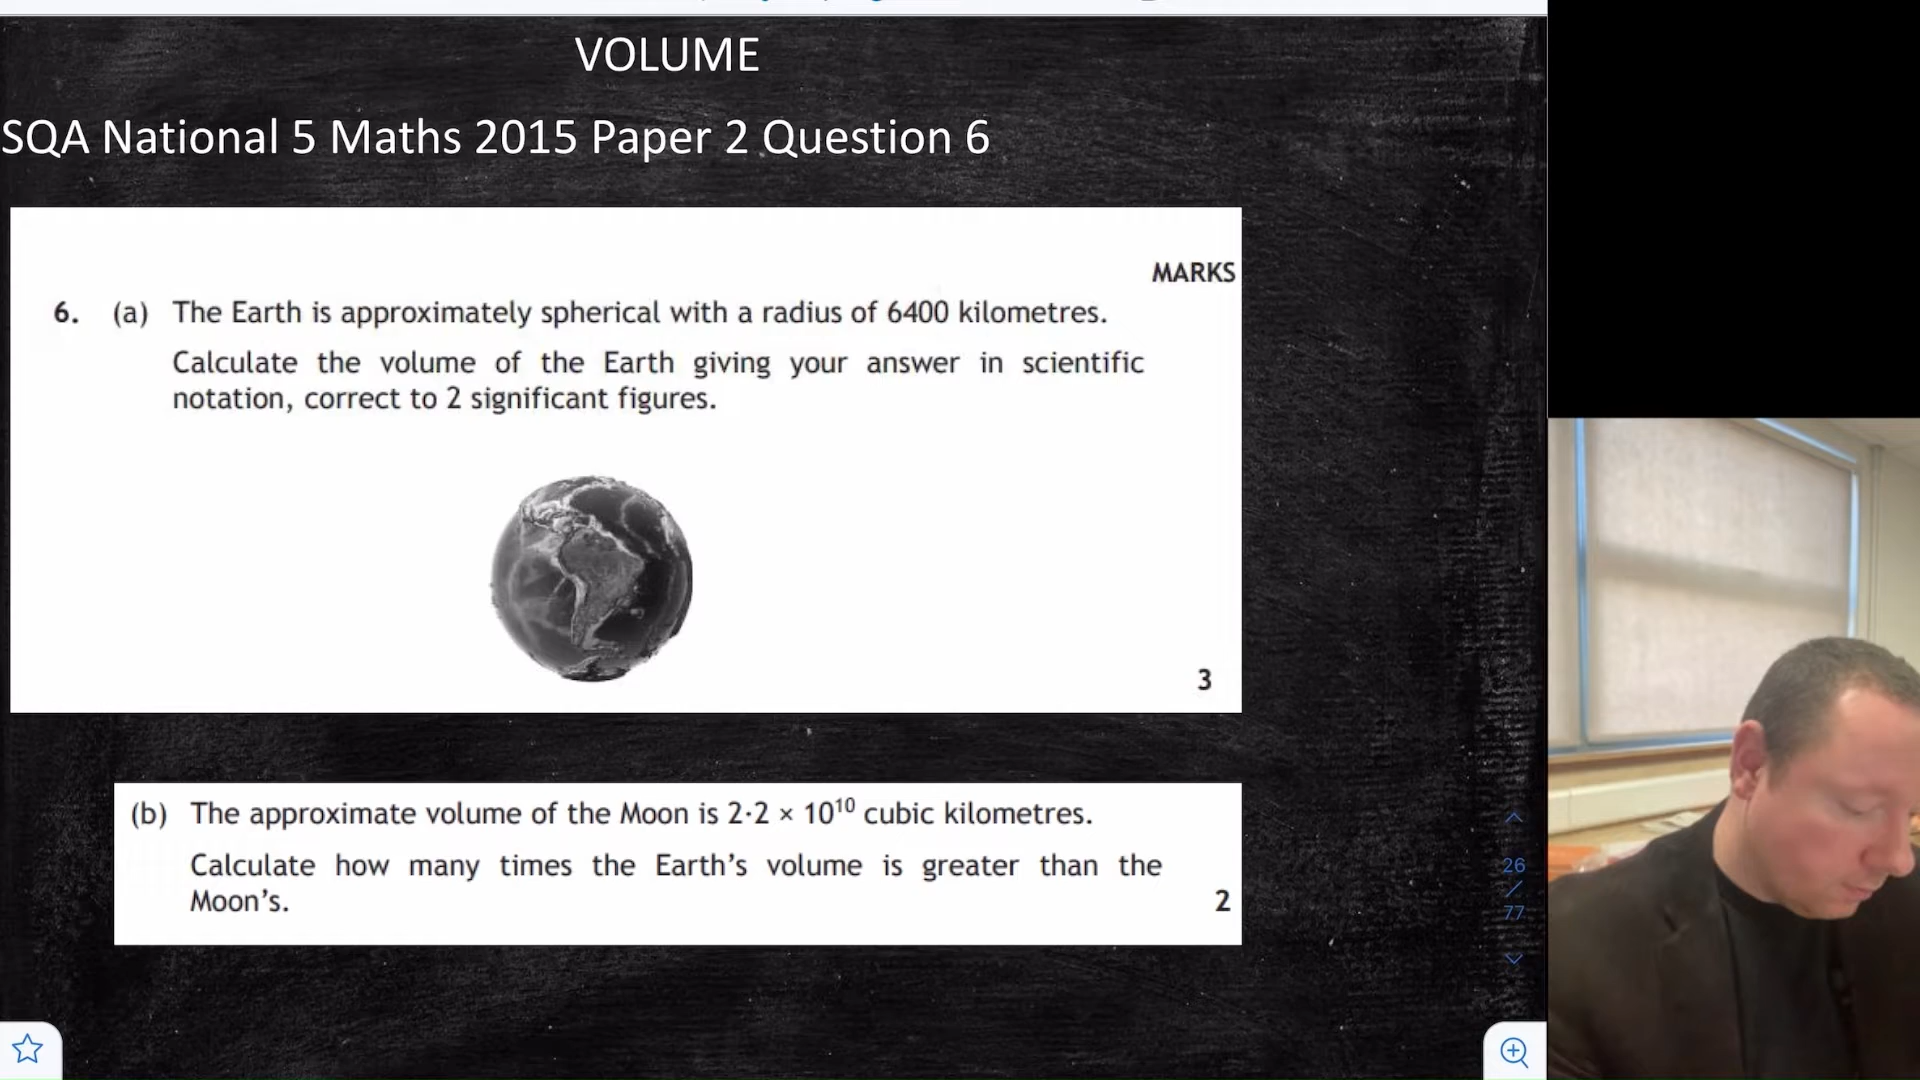 VOLUME
SQA National 5 Maths 2015 Paper 2 Question 6
MARKS
6. (a) The Earth is approximately spherical with a radius of 6400 kilometres.
Calculate the volume of the Earth giving your answer in scientific
notation, correct to 2 significant figures.
3
(b) The approximate volume of the Moon is 2·2 × 10¹⁰ cubic kilometres.
Calculate how many times the Earth’s volume is greater than the
Moon’s.
2
26
/
77